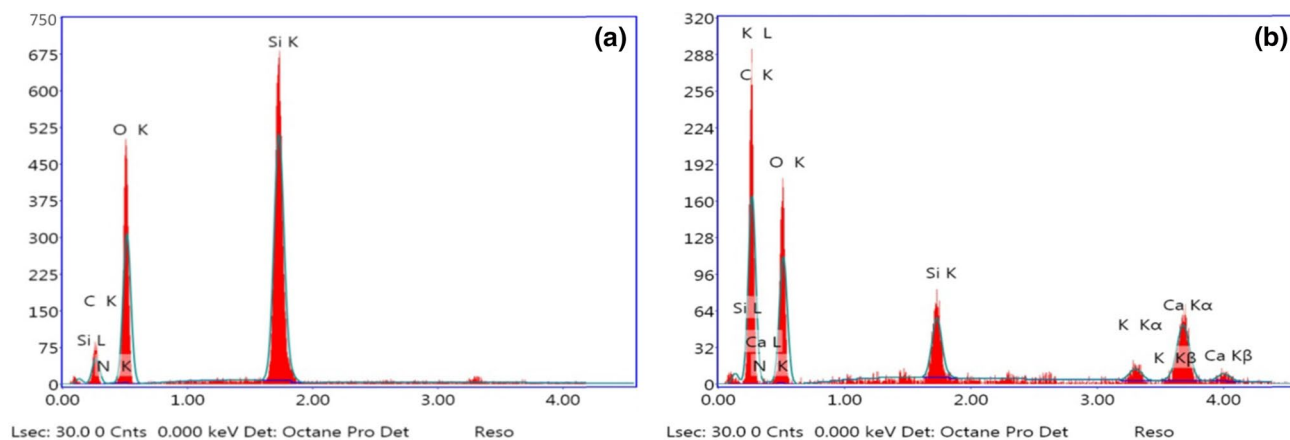 750
675
600
525
450
375
300
225
150
75
0
Si K
(a)
O K
C K
Si L
N K
0.00 1.00 2.00 3.00 4.00
Lsec: 30.0 0 Cnts 0.000 keV Det: Octane Pro Det Reso
320
288
256
224
192
160
128
96
64
32
0
K L
(b)
C K
O K
Si K
Si L
Ca L
N K
K Kα
Ca Kα
K Kβ
Ca Kβ
0.00 1.00 2.00 3.00 4.00
Lsec: 30.0 0 Cnts 0.000 keV Det: Octane Pro Det Reso